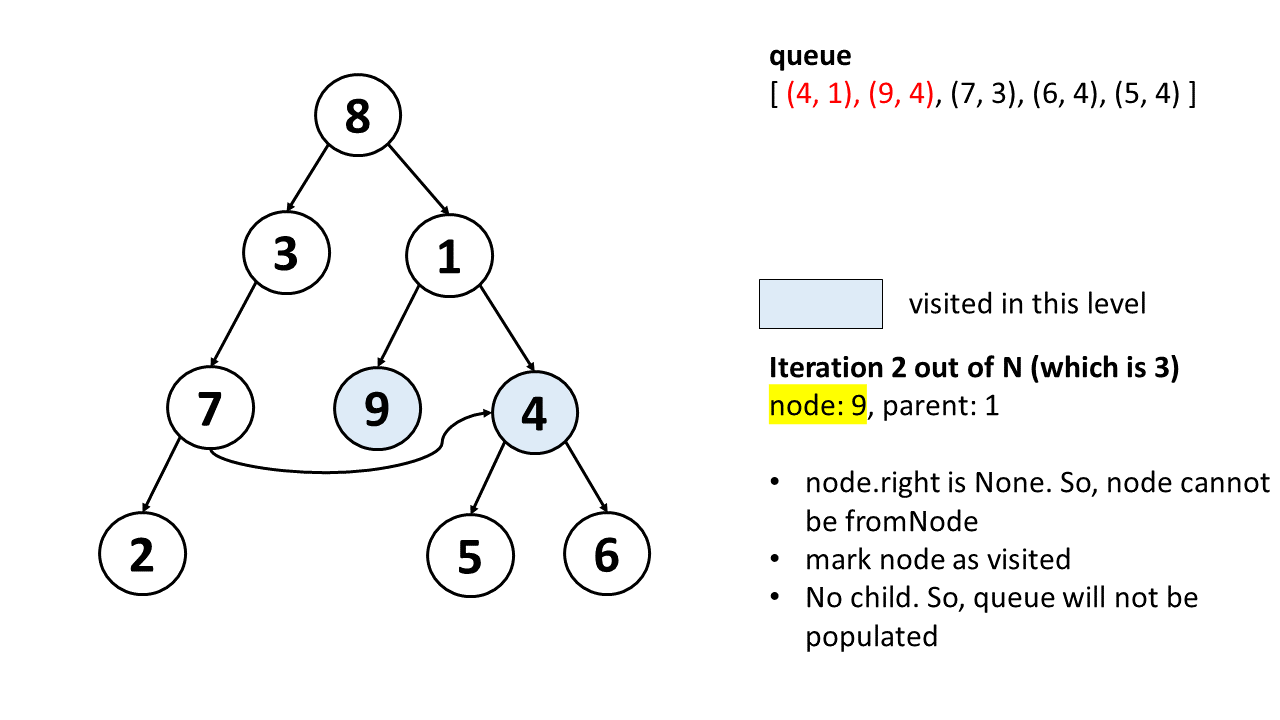 queue
[ (4, 1), (9, 4), (7, 3), (6, 4), (5, 4) ]
8
3
1
7
9
4
2
5
6
visited in this level
Iteration 2 out of N (which is 3)
node: 9, parent: 1
• node.right is None. So, node cannot
be fromNode
• mark node as visited
• No child. So, queue will not be
populated